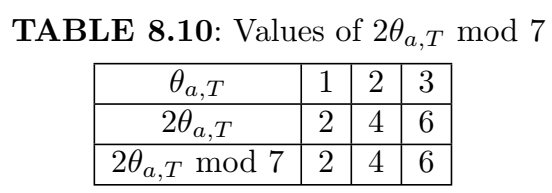 TABLE 8.10: Values of 2θ_{a,T} mod 7
θ_{a,T} 1 2 3
2θ_{a,T} 2 4 6
2θ_{a,T} mod 7 2 4 6